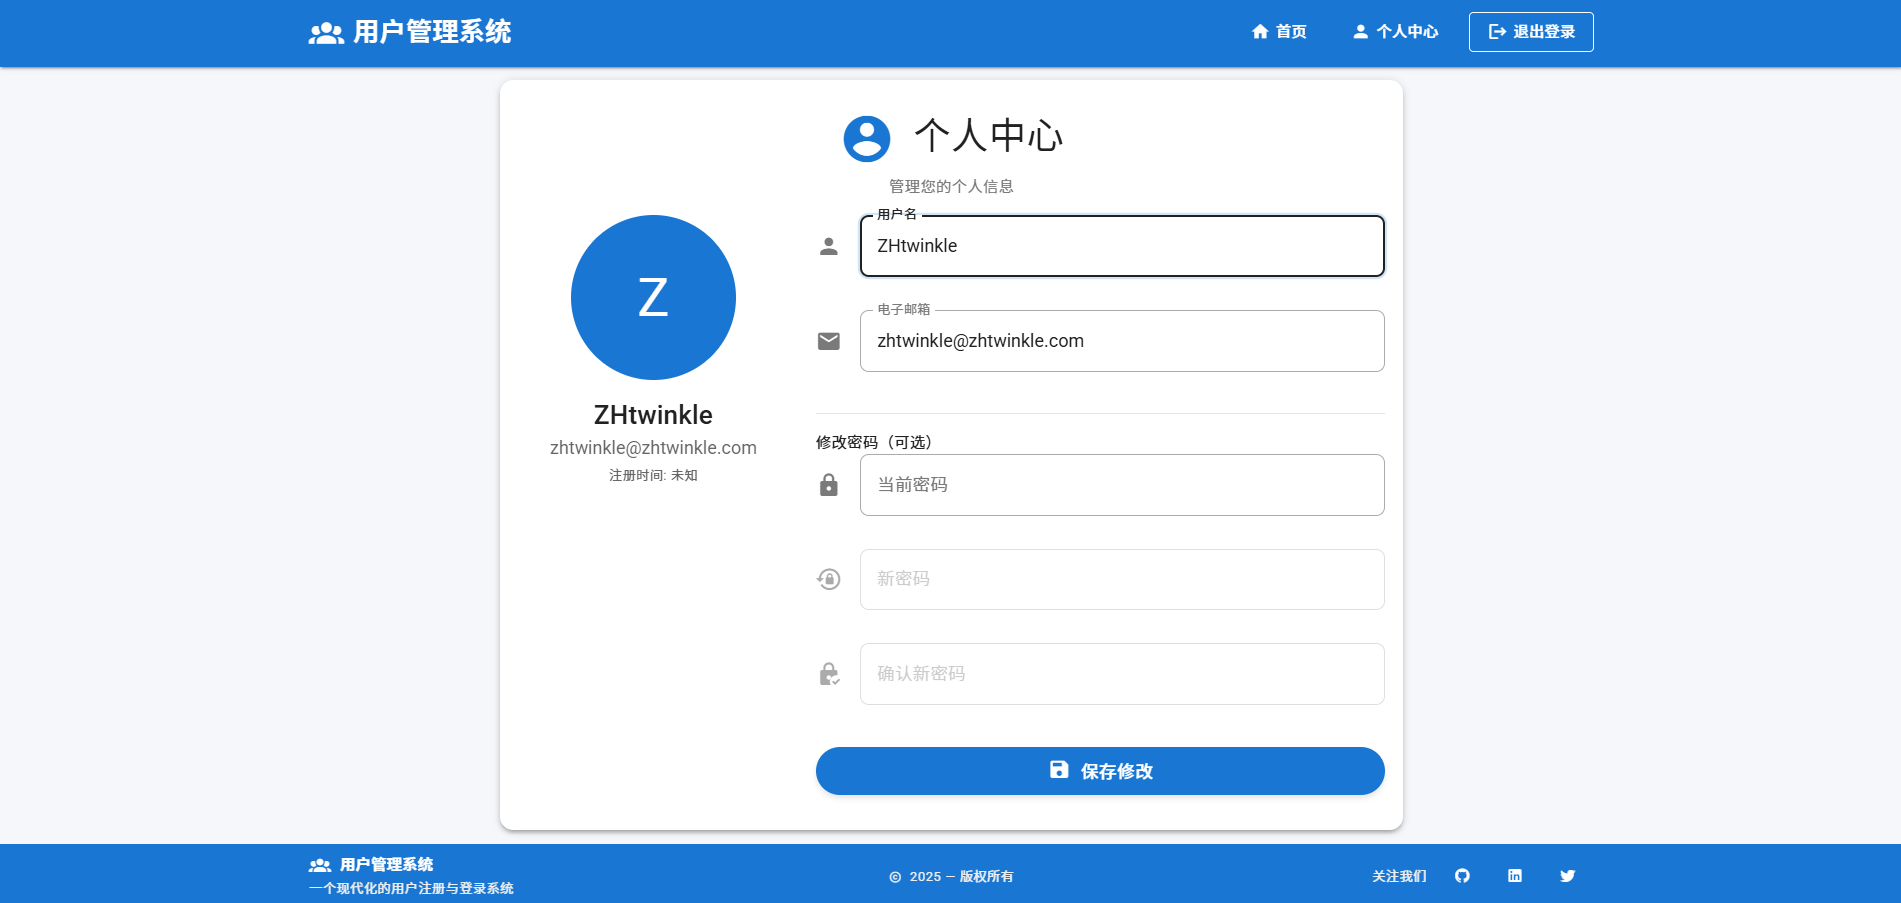 用户管理系统
首页
个人中心
退出登录
个人中心
管理您的个人信息
Z
ZHtwinkle
zhtwinkle@zhtwinkle.com
注册时间: 未知
用户名
ZHtwinkle
电子邮箱
zhtwinkle@zhtwinkle.com
修改密码（可选）
当前密码
新密码
确认新密码
保存修改
用户管理系统
一个现代化的用户注册与登录系统
© 2025 — 版权所有
关注我们